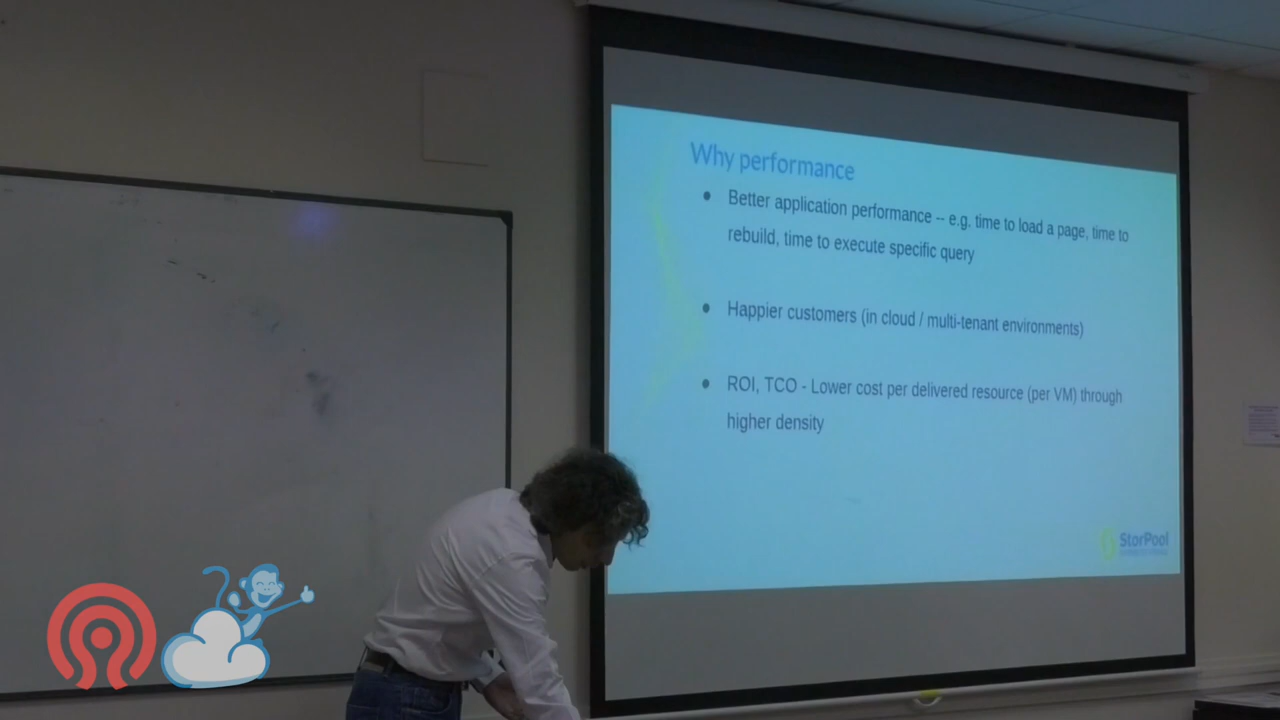 Why performance
● Better application performance -- e.g. time to load a page, time to
rebuild, time to execute specific query
● Happier customers (in cloud / multi-tenant environments)
● ROI, TCO - Lower cost per delivered resource (per VM) through
higher density
StorPool